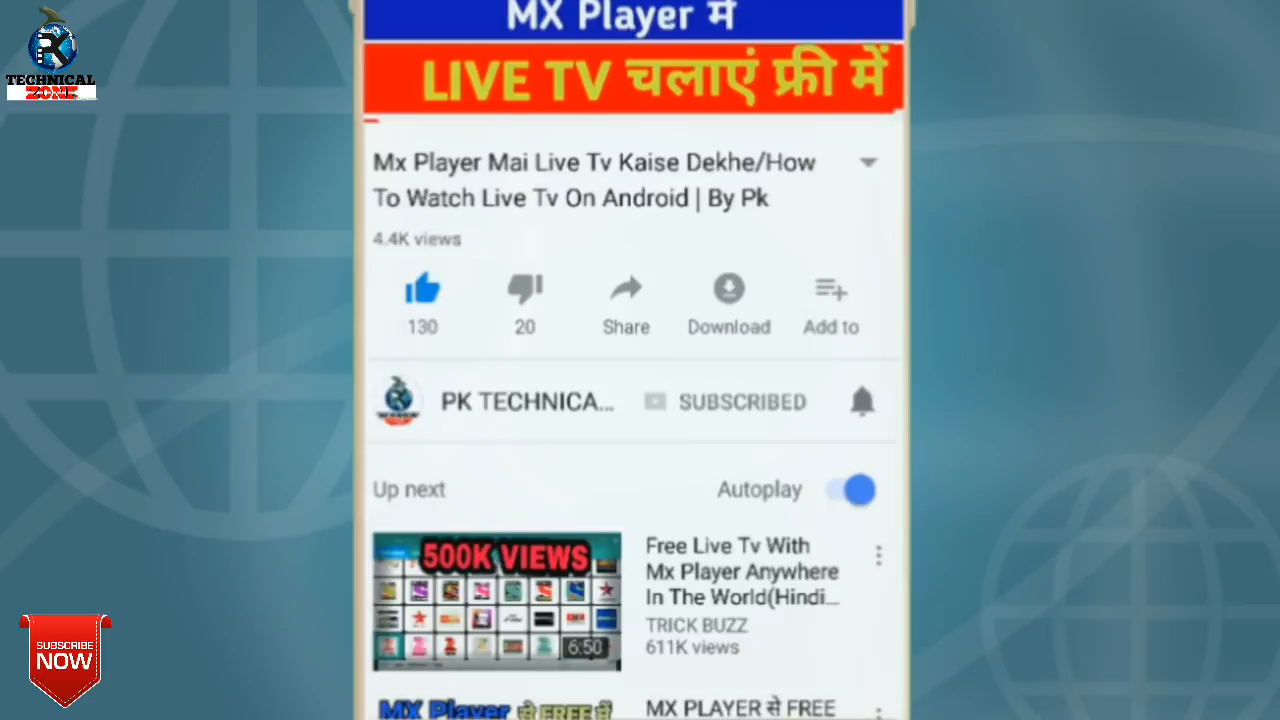 TECHNICAL
ZONE
MX Player में
LIVE TV चलाएं फ्री में
Mx Player Mai Live Tv Kaise Dekhe/How
To Watch Live Tv On Android | By Pk
4.4K views
130
20
Share
Download
Add to
PK TECHNICA...
SUBSCRIBED
Up next
Autoplay
500K VIEWS
6:50
Free Live Tv With
Mx Player Anywhere
In The World(Hindi...
TRICK BUZZ
611K views
MX Player से FREE में
MX PLAYER से FREE
SUBSCRIBE
NOW